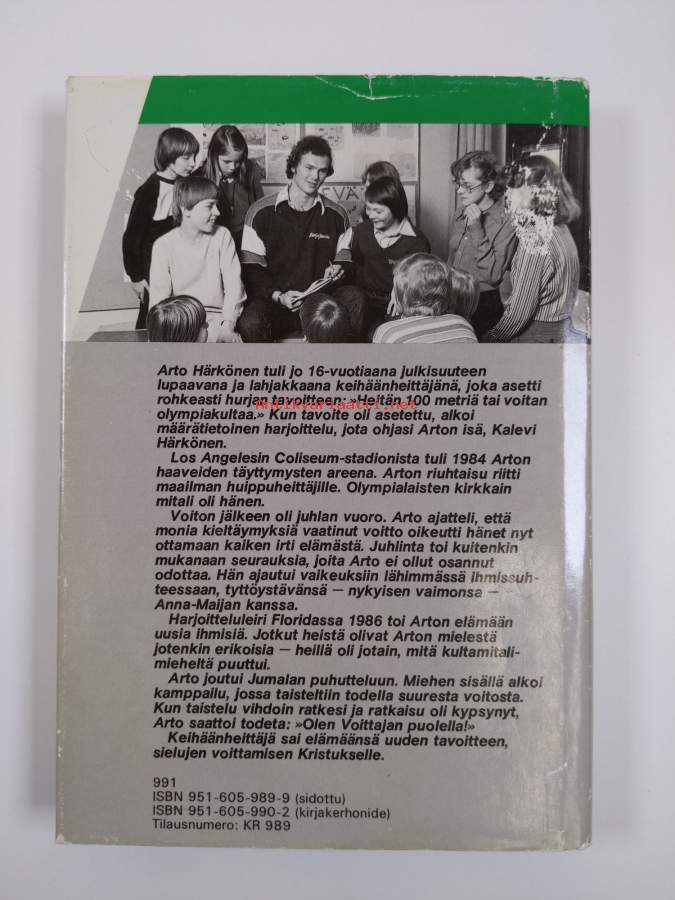 EVÄ
Arto Härkönen tuli jo 16-vuotiaana julkisuuteen
lupaavana ja lahjakkaana keihäänheittäjänä, joka asetti
rohkeasti hurjan tavoitteen: »Heitän 100 metriä tai voitan
Antikvariaatti.net
olympiakultaa.» Kun tavoite oli asetettu, alkoi
määrätietoinen harjoittelu, jota ohjasi Arton isä, Kalevi
Härkönen.
Los Angelesin Coliseum-stadionista tuli 1984 Arton
haaveiden täyttymysten areena. Arton riuhtaisu riitti
maailman huippuheittäjille. Olympialaisten kirkkain
mitali oli hänen.
Voiton jälkeen oli juhlan vuoro. Arto ajatteli, että
monia kieltäymyksiä vaatinut voitto oikeutti hänet nyt
ottamaan kaiken irti elämästä. Juhlinta toi kuitenkin
mukanaan seurauksia, joita Arto ei ollut osannut
odottaa. Hän ajautui vaikeuksiin lähimmässä ihmissuh-
teessaan, tyttöystävänsä — nykyisen vaimonsa —
Anna-Maijan kanssa.
Harjoitteluleiri Floridassa 1986 toi Arton elämään
uusia ihmisiä. Jotkut heistä olivat Arton mielestä
jotenkin erikoisia — heillä oli jotain, mitä kultamitali-
mieheltä puuttui.
Arto joutui Jumalan puhutteluun. Miehen sisällä alkoi
kamppailu, jossa taisteltiin todella suuresta voitosta.
Kun taistelu vihdoin ratkesi ja ratkaisu oli kypsynyt,
Arto saattoi todeta: »Olen Voittajan puolella!»
Keihäänheittäjä sai elämäänsä uuden tavoitteen,
sielujen voittamisen Kristukselle.
991
ISBN 951-605-989-9 (sidottu)
ISBN 951-605-990-2 (kirjakerhonide)
Tilausnumero: KR 989